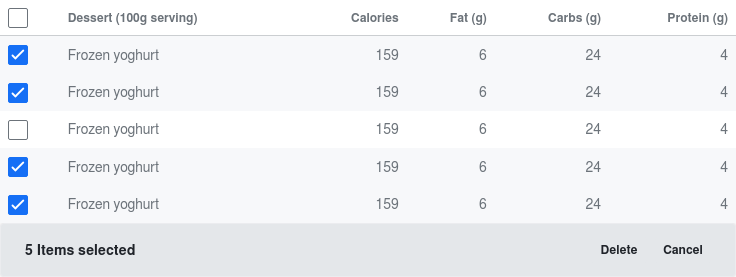 Dessert (100g serving) Calories Fat (g) Carbs (g) Protein (g)
Frozen yoghurt 159 6 24 4
Frozen yoghurt 159 6 24 4
Frozen yoghurt 159 6 24 4
Frozen yoghurt 159 6 24 4
Frozen yoghurt 159 6 24 4
5 Items selected Delete Cancel